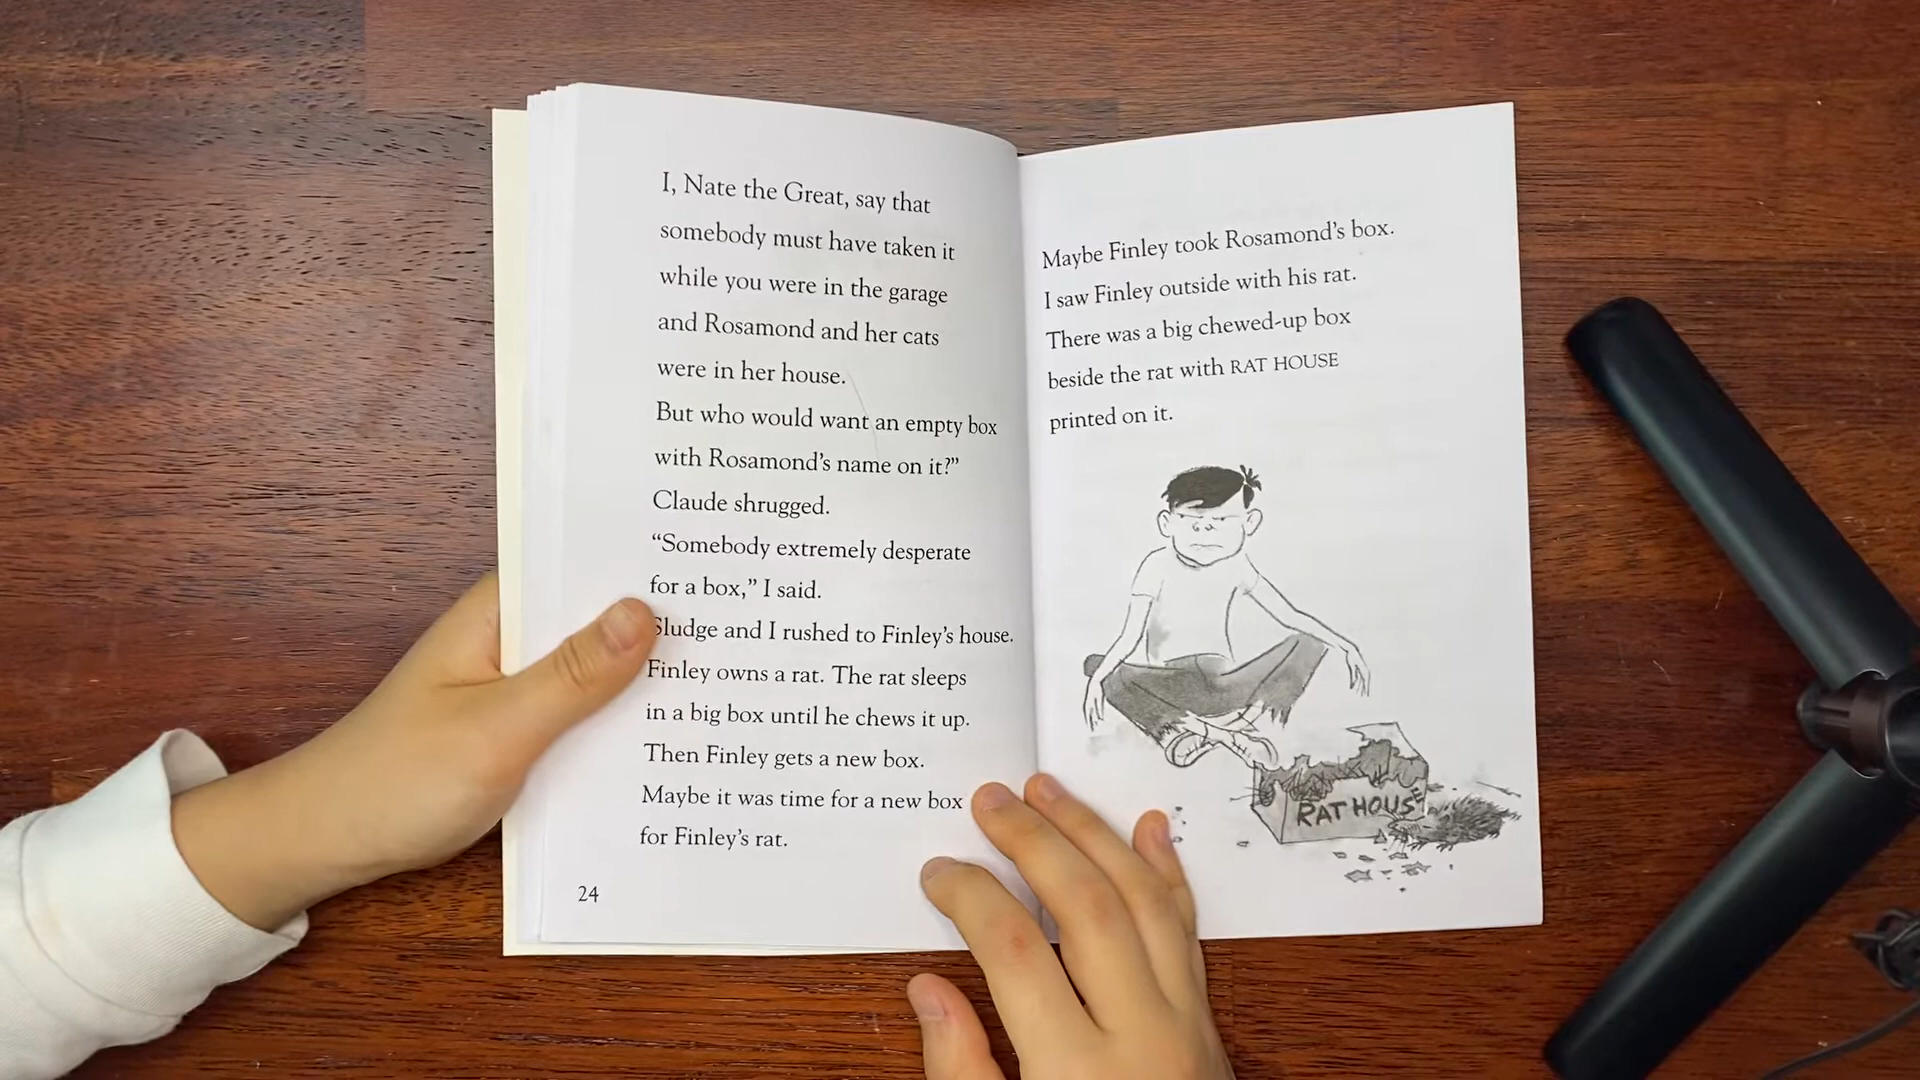 I, Nate the Great, say that
somebody must have taken it
while you were in the garage
and Rosamond and her cats
were in her house.
But who would want an empty box
with Rosamond’s name on it?”
Claude shrugged.
“Somebody extremely desperate
for a box,” I said.
Sludge and I rushed to Finley’s house.
Finley owns a rat. The rat sleeps
in a big box until he chews it up.
Then Finley gets a new box.
Maybe it was time for a new box
for Finley’s rat.
24
Maybe Finley took Rosamond’s box.
I saw Finley outside with his rat.
There was a big chewed-up box
beside the rat with RAT HOUSE
printed on it.
RAT HOUSE